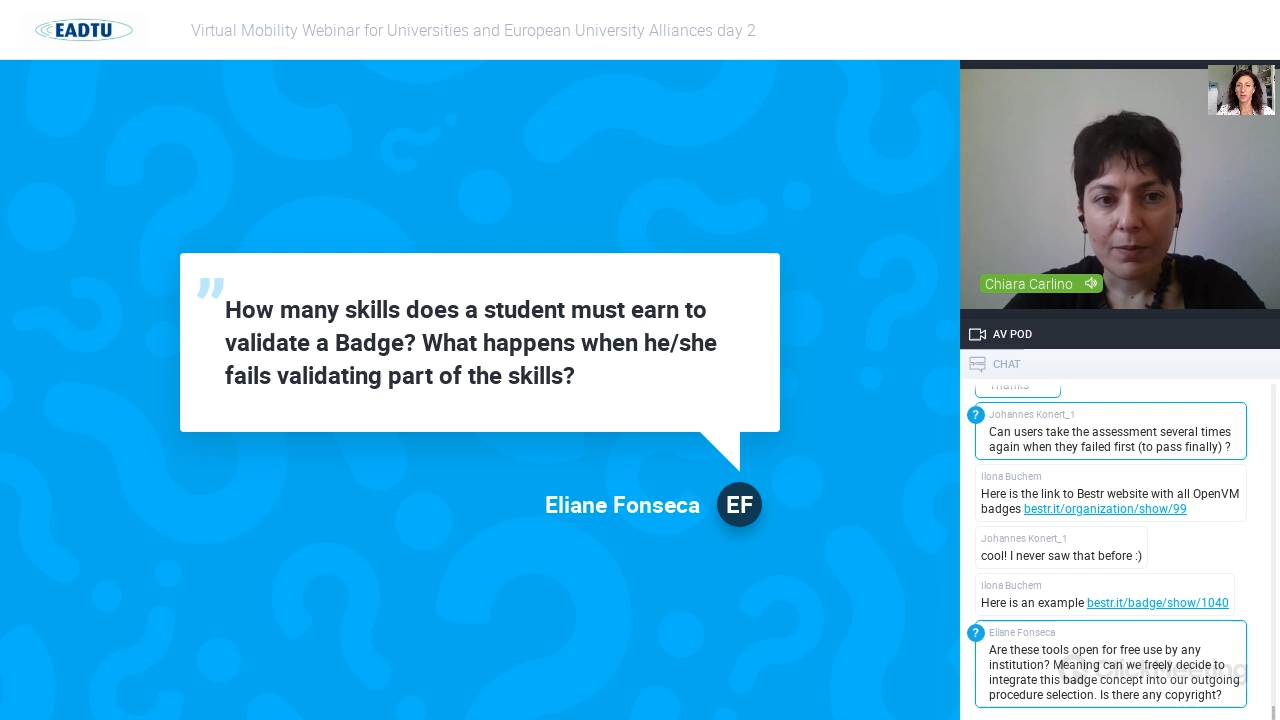 EADTU
Virtual Mobility Webinar for Universities and European University Alliances day 2
”
How many skills does a student must earn to
validate a Badge? What happens when he/she
fails validating part of the skills?
Eliane Fonseca
EF
Chiara Carlino
AV POD
CHAT
Thanks
?
Johannes Konert_1
Can users take the assessment several times
again when they failed first (to pass finally) ?
Ilona Buchem
Here is the link to Bestr website with all OpenVM
badges bestr.it/organization/show/99
Johannes Konert_1
cool! I never saw that before :)
Ilona Buchem
Here is an example bestr.it/badge/show/1040
?
Eliane Fonseca
Are these tools open for free use by any
institution? Meaning can we freely decide to
integrate this badge concept into our outgoing
procedure selection. Is there any copyright?
ClickMeeting